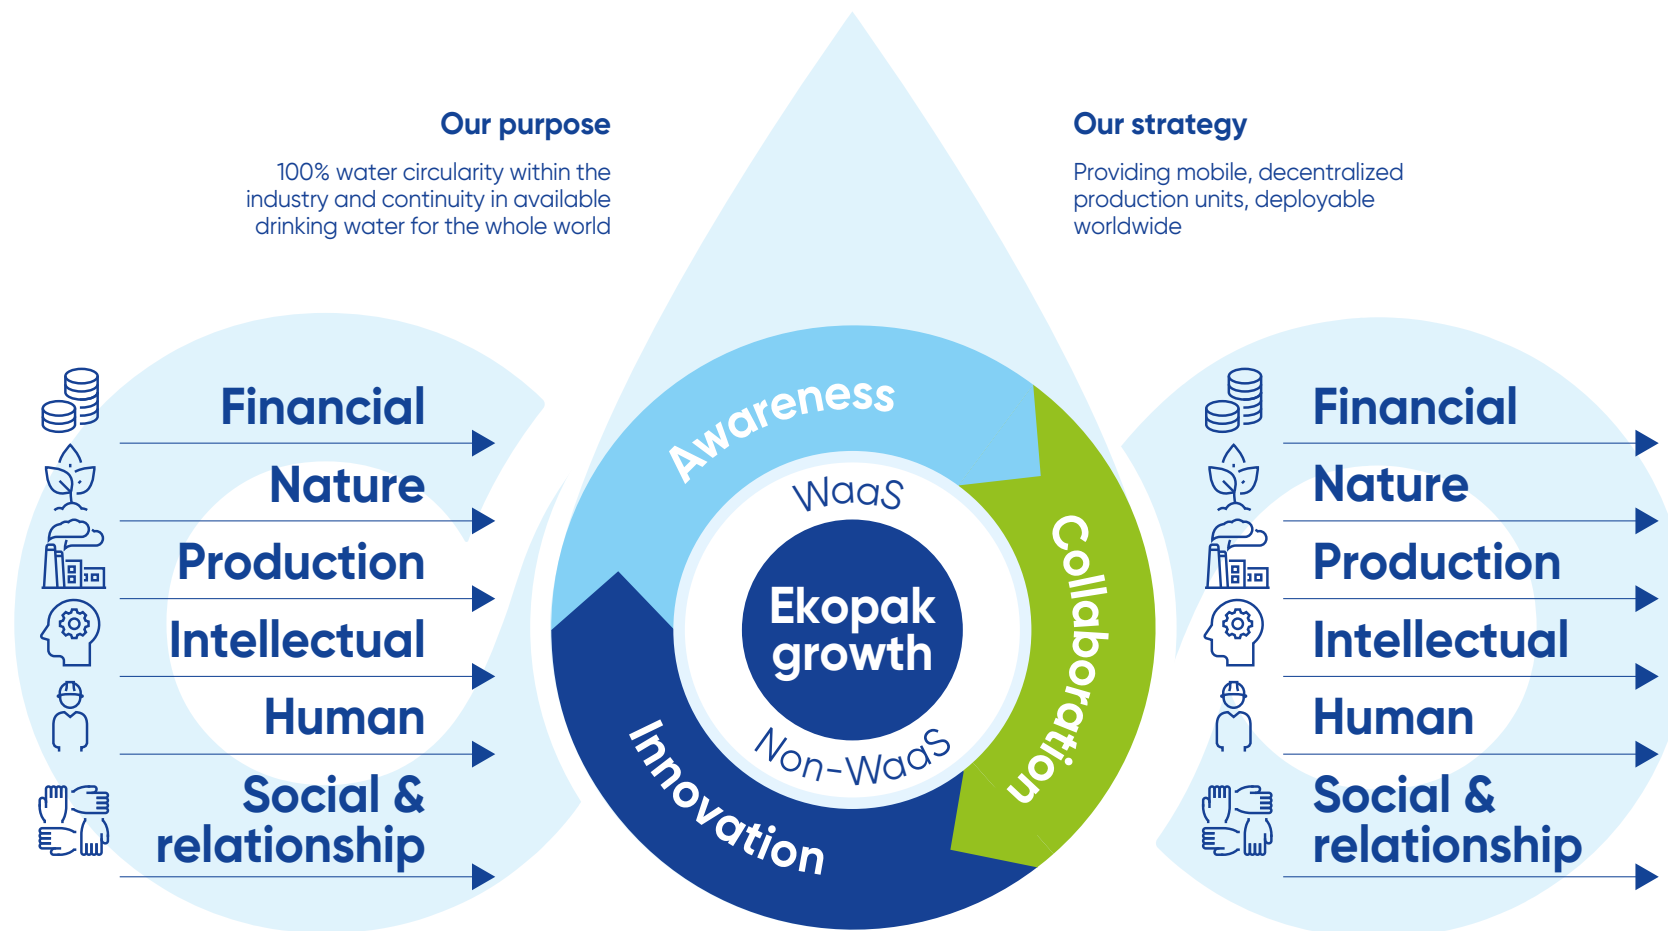 Our purpose
100% water circularity within the
industry and continuity in available
drinking water for the whole world
Our strategy
Providing mobile, decentralized
production units, deployable
worldwide
Financial
Nature
Production
Intellectual
Human
Social &
relationship
Awareness
Collaboration
Innovation
WaaS
Ekopak
growth
Non-WaaS
Financial
Nature
Production
Intellectual
Human
Social &
relationship